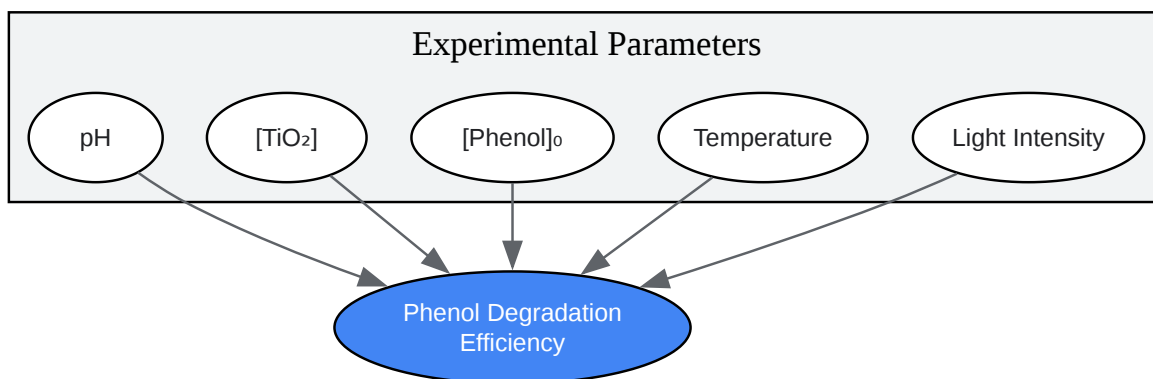 Experimental Parameters
pH
[TiO₂]
[Phenol]₀
Temperature
Light Intensity
Phenol Degradation
Efficiency